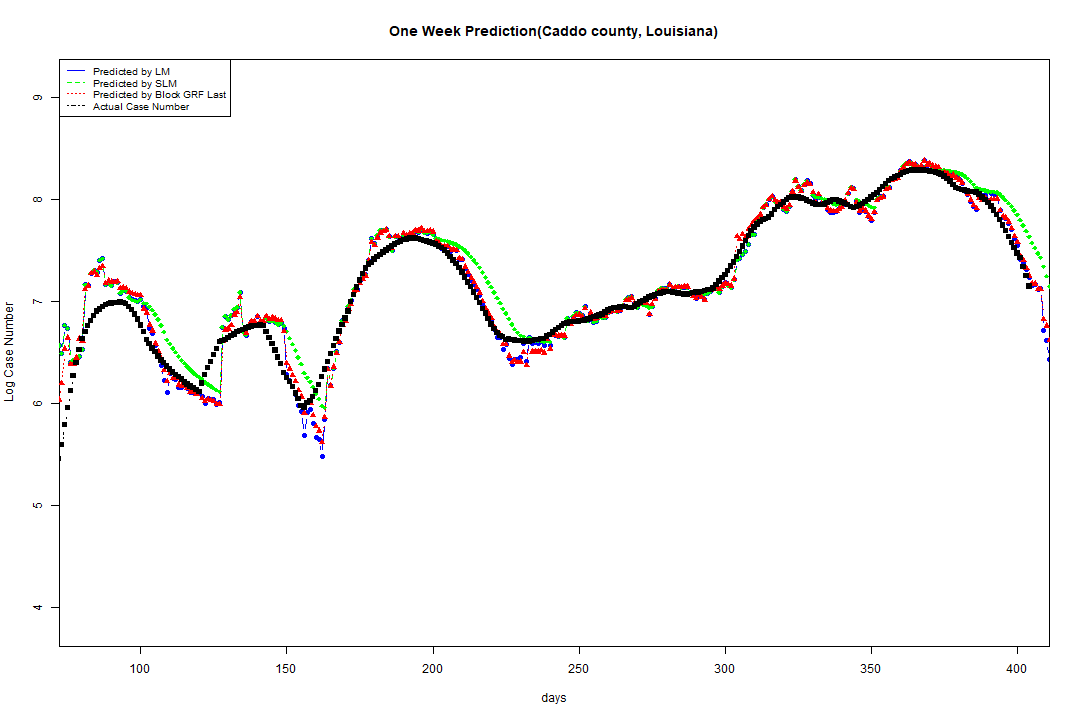 One Week Prediction(Caddo county, Louisiana)
Predicted by LM
Predicted by SLM
Predicted by Block GRF Last
Actual Case Number
Log Case Number
9
8
7
6
5
4
100 150 200 250 300 350 400
days